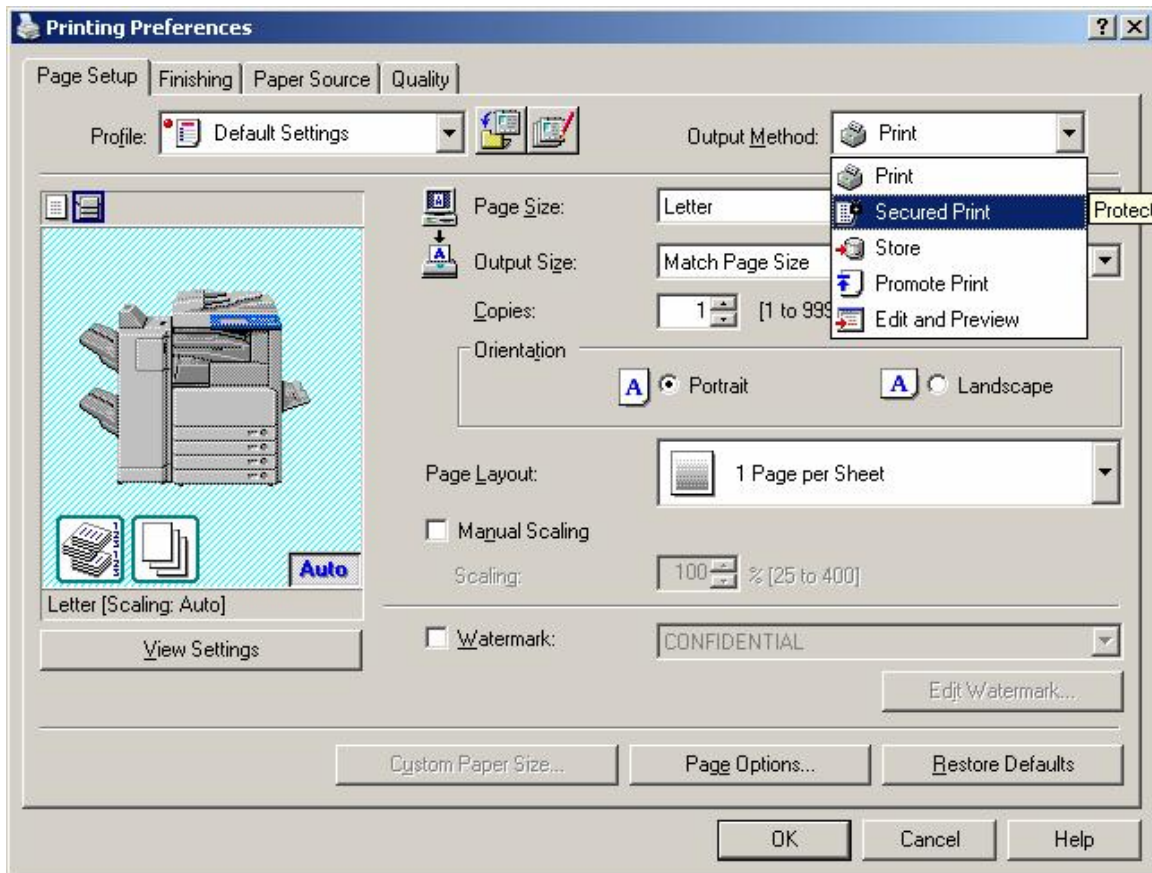 Printing Preferences
Page Setup Finishing Paper Source Quality
Profile: Default Settings Output Method: Print
Print
Page Size: Letter Secured Print Protect
Store
Output Size: Match Page Size
Promote Print
Copies: 1 [1 to 999
Edit and Preview
Orientation
A Portrait A Landscape
Page Layout: 1 Page per Sheet
Manual Scaling
Auto Scaling: 100 % [25 to 400]
Letter [Scaling: Auto]
View Settings Watermark: CONFIDENTIAL
Edit Watermark...
Custom Paper Size... Page Options... Restore Defaults
OK Cancel Help